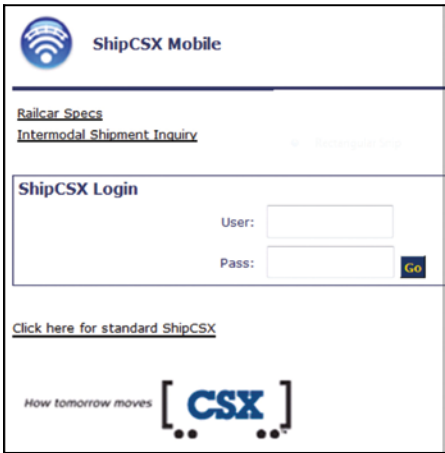 ShipCSX Mobile
Railcar Specs
Intermodal Shipment Inquiry
ShipCSX Login
User:
Pass:
Go
Click here for standard ShipCSX
How tomorrow moves [CSX]™